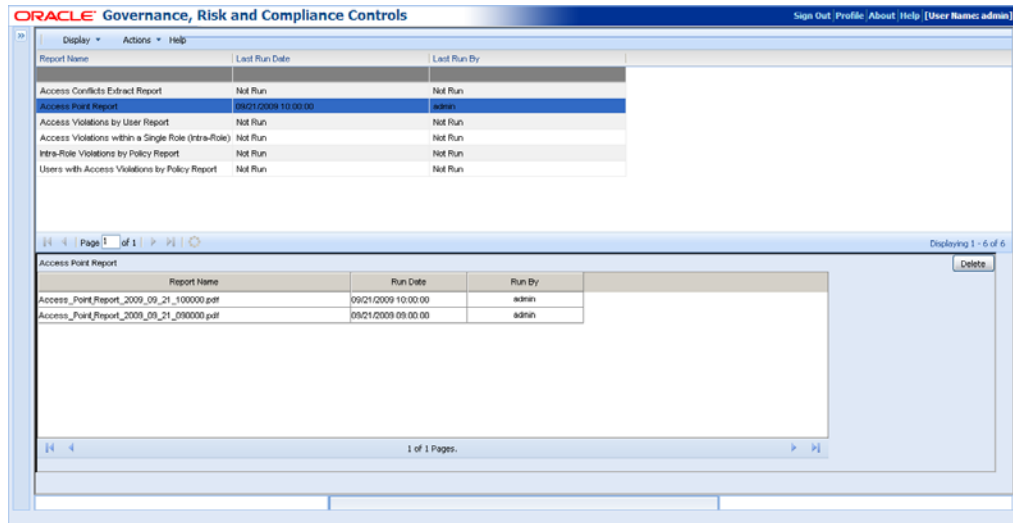 ORACLE Governance, Risk and Compliance Controls
Sign Out | Profile | About | Help | [User Name: admin]
Display Actions Help
Report Name Last Run Date Last Run By
Access Conflicts Extract Report Not Run Not Run
Access Point Report 09/21/2009 10:00:00 admin
Access Violations by User Report Not Run Not Run
Access Violations within a Single Role (Intra-Role) Not Run Not Run
Intra-Role Violations by Policy Report Not Run Not Run
Users with Access Violations by Policy Report Not Run Not Run
Page 1 of 1
Displaying 1 - 6 of 6
Access Point Report
Delete
Report Name Run Date Run By
Access_Point_Report_2009_09_21_100000.pdf 09/21/2009 10:00:00 admin
Access_Point_Report_2009_09_21_090000.pdf 09/21/2009 09:00:00 admin
1 of 1 Pages.